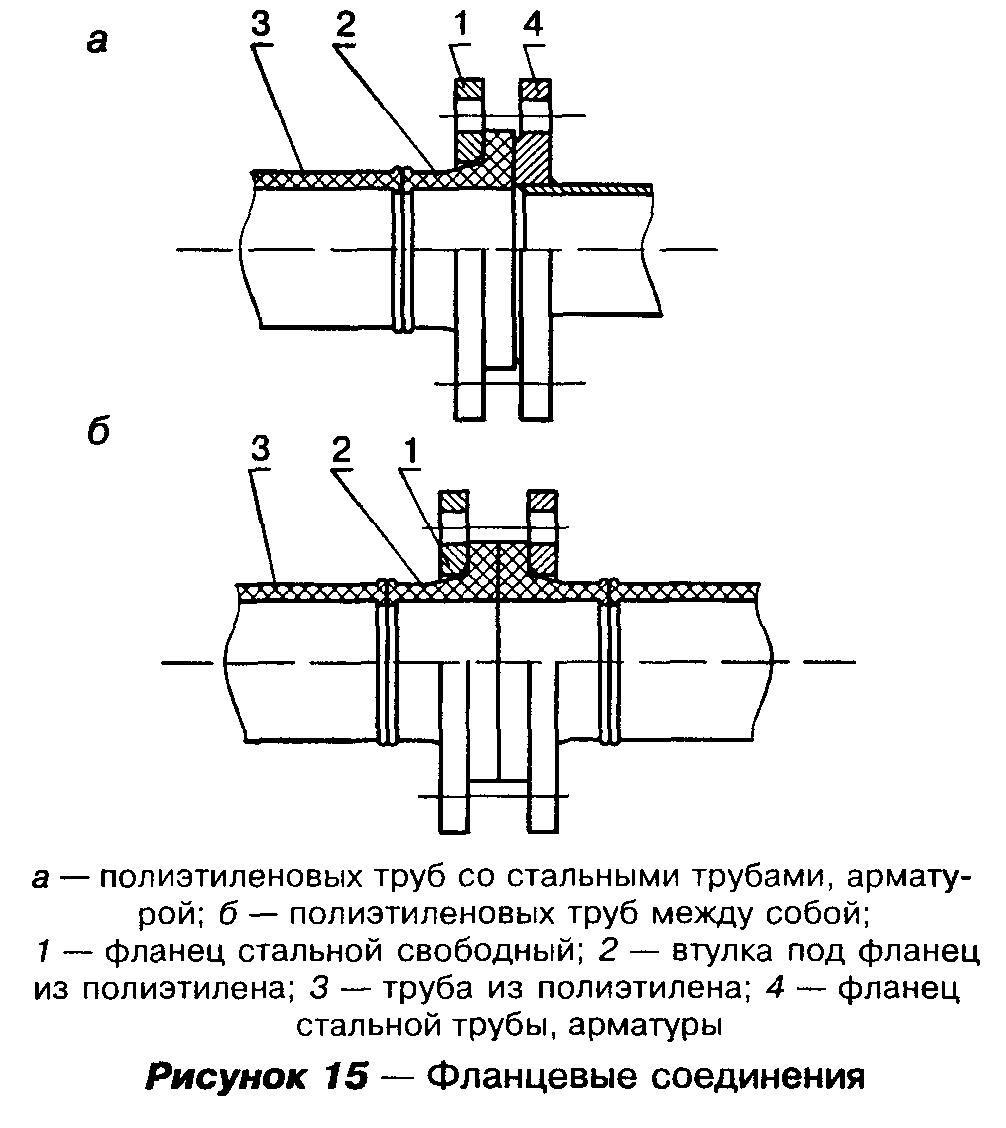 а
3 2 1 4
б
3 2 1
а — полиэтиленовых труб со стальными трубами, армату-
рой; б — полиэтиленовых труб между собой;
1 — фланец стальной свободный; 2 — втулка под фланец
из полиэтилена; 3 — труба из полиэтилена; 4 — фланец
стальной трубы, арматуры
Рисунок 15 — Фланцевые соединения